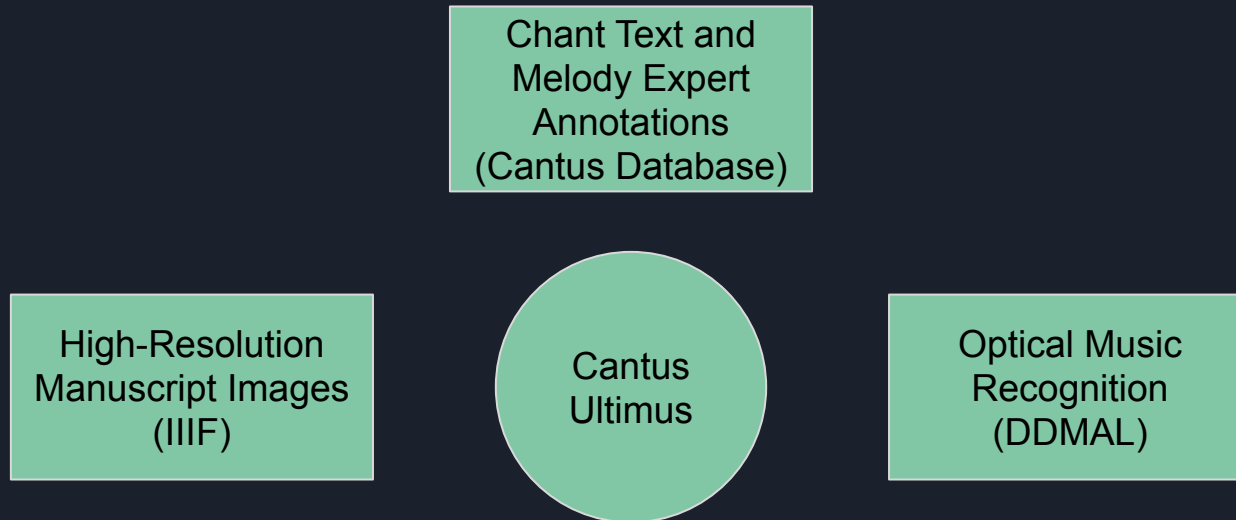 Chant Text and
Melody Expert
Annotations
(Cantus Database)
High-Resolution
Manuscript Images
(IIIF)
Cantus
Ultimus
Optical Music
Recognition
(DDMAL)